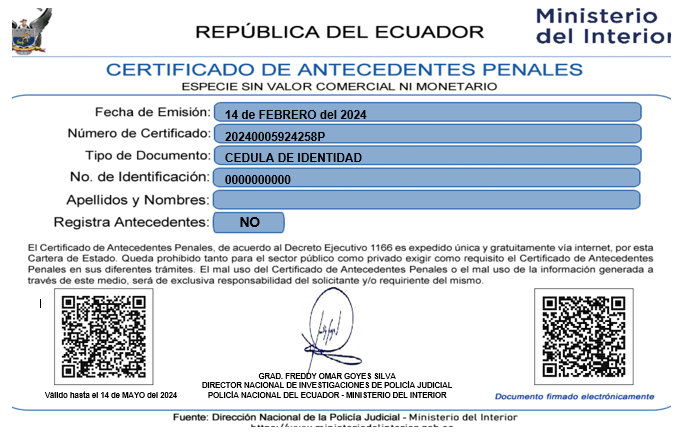 Ministerio
REPÚBLICA DEL ECUADOR
del Interior
CERTIFICADO DE ANTECEDENTES PENALES
ESPECIE SIN VALOR COMERCIAL NI MONETARIO
Fecha de Emisión: 14 de FEBRERO del 2024
Número de Certificado: 20240005924258P
Tipo de Documento: CEDULA DE IDENTIDAD
No. de Identificación: 0000000000
Apellidos y Nombres:
Registra Antecedentes: NO
El Certificado de Antecedentes Penales, de acuerdo al Decreto Ejecutivo 1166 es expedido única y gratuitamente vía internet, por esta
Cartera de Estado. Queda prohibido tanto para el sector público como privado exigir como requisito el Certificado de Antecedentes
Penales en sus diferentes trámites. El mal uso del Certificado de Antecedentes Penales o el mal uso de la información generada a
través de este medio, será de exclusiva responsabilidad del solicitante y/o requiriente del mismo.
GRAD. FREDDY OMAR GOYES SILVA
DIRECTOR NACIONAL DE INVESTIGACIONES DE POLICÍA JUDICIAL
Válido hasta el 14 de MAYO del 2024
POLICÍA NACIONAL DEL ECUADOR - MINISTERIO DEL INTERIOR
Documento firmado electrónicamente
Fuente: Dirección Nacional de la Policía Judicial - Ministerio del Interior